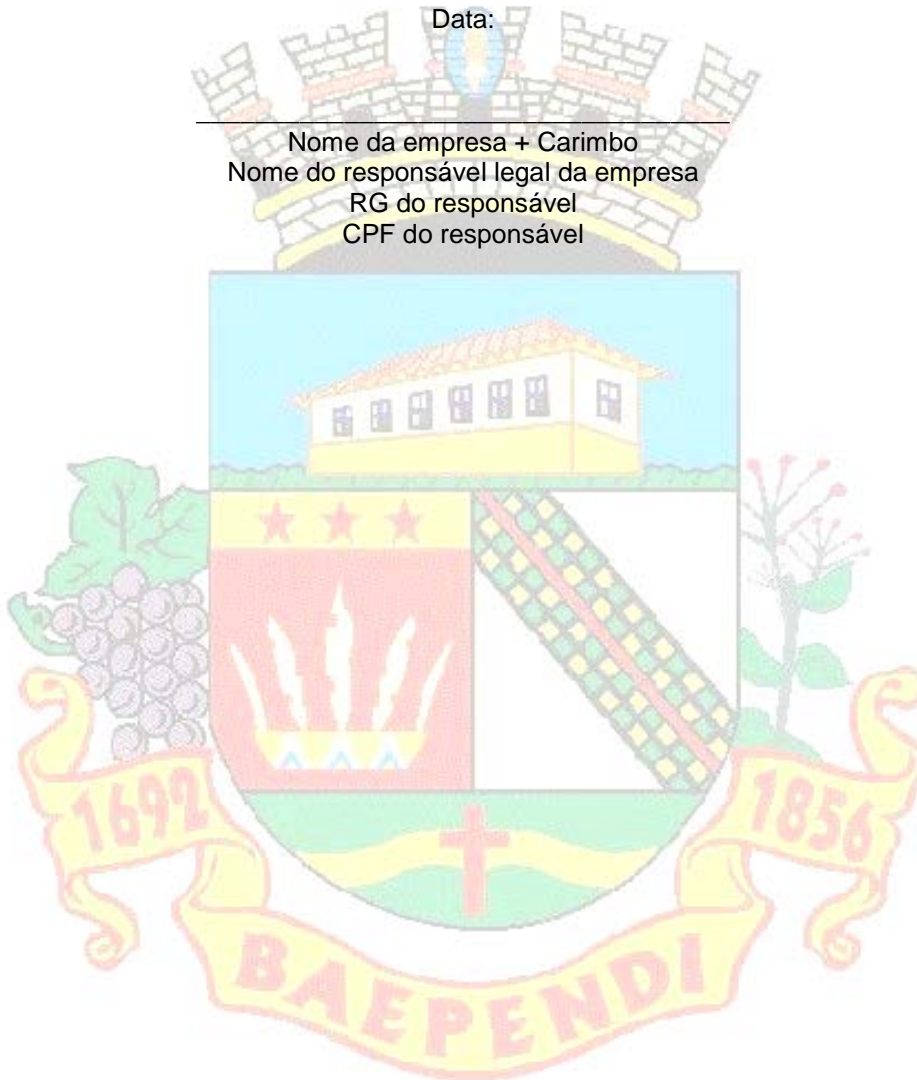 Data:
________________________________________
Nome da empresa + Carimbo
Nome do responsável legal da empresa
RG do responsável
CPF do responsável
1692
1856
BAEPENDI